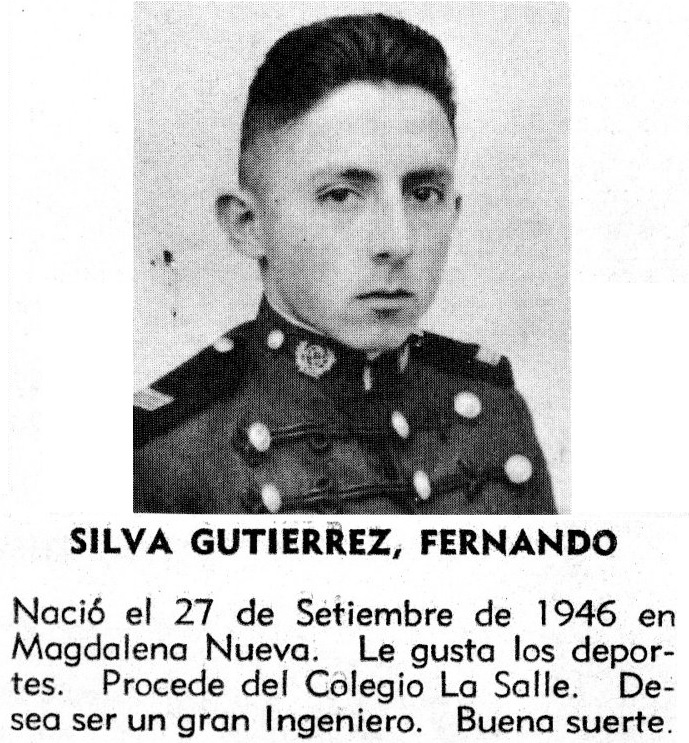 SILVA GUTIERREZ, FERNANDO
Nació el 27 de Setiembre de 1946 en
Magdalena Nueva. Le gusta los depor-
tes. Procede del Colegio La Salle. De-
sea ser un gran Ingeniero. Buena suerte.